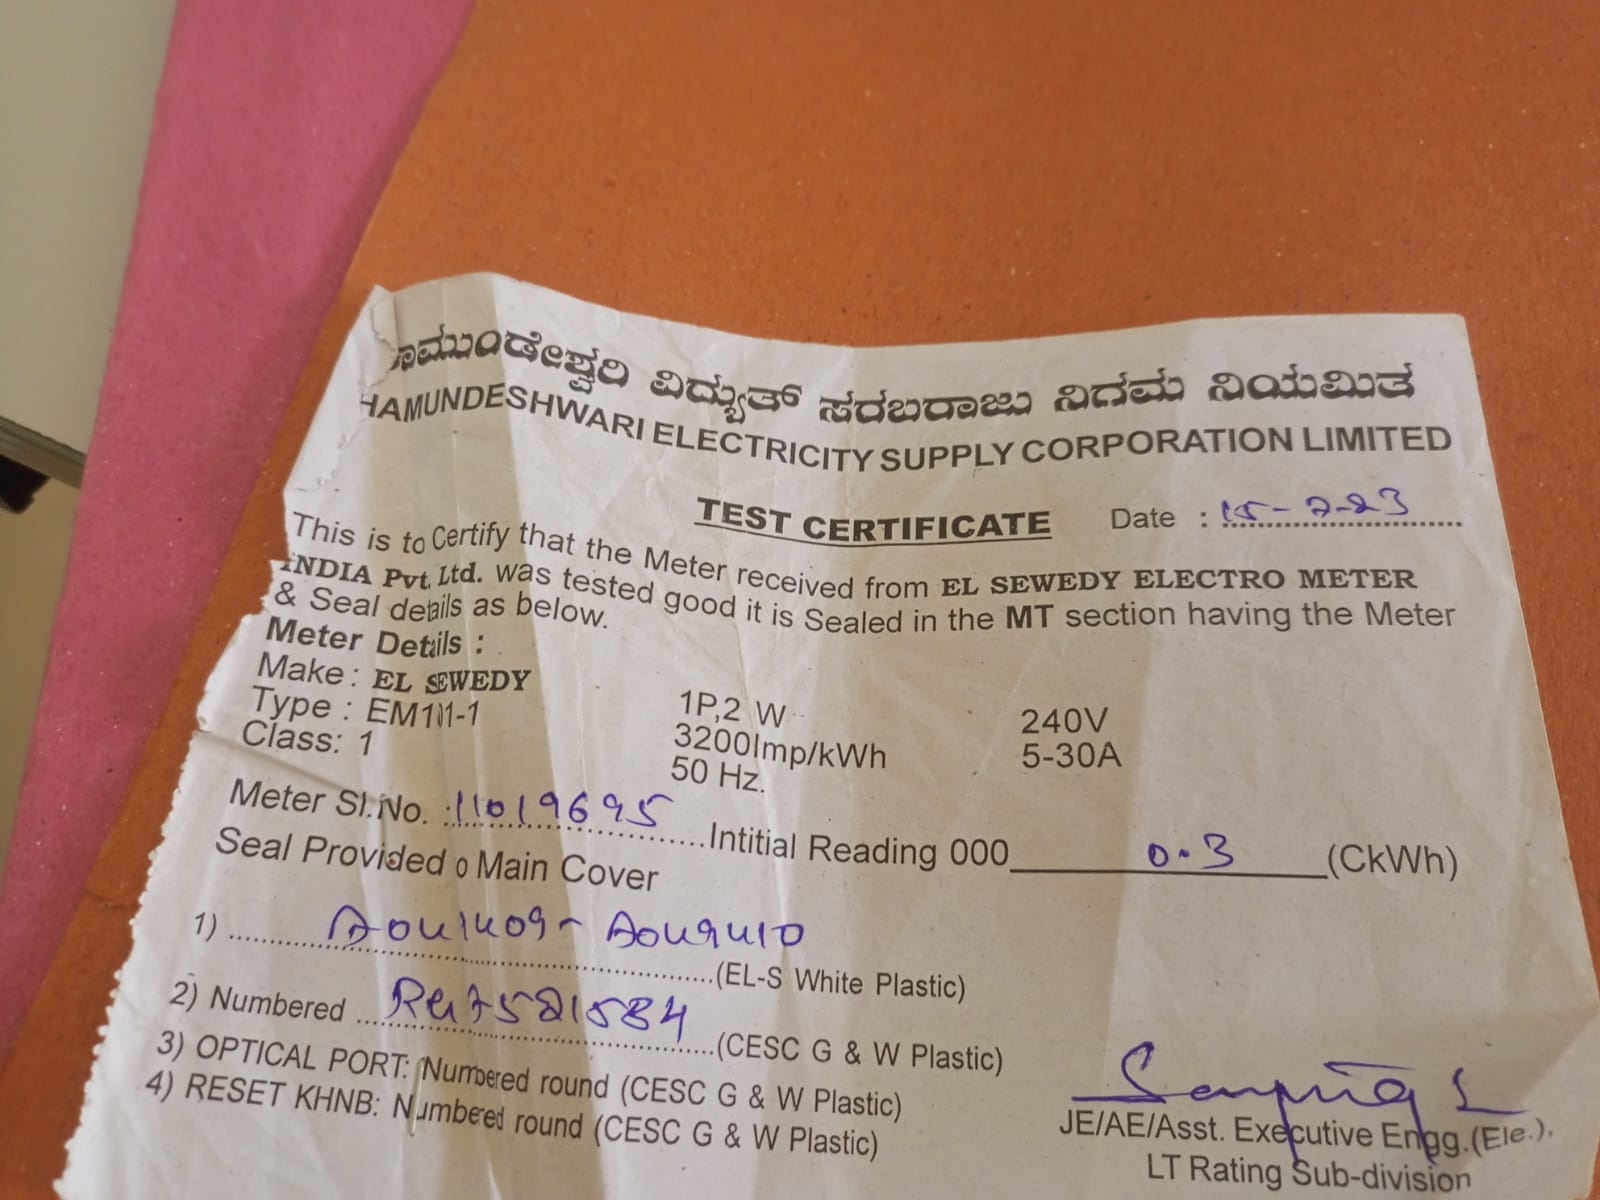 ಾಮುಂಡೇಶ್ವರಿ ವಿದ್ಯುತ್ ಸರಬರಾಜು ನಿಗಮ ನಿಯಮಿತ
HAMUNDESHWARI ELECTRICITY SUPPLY CORPORATION LIMITED
TEST CERTIFICATE Date : 15-2-23
This is to Certify that the Meter received from EL SEWEDY ELECTRO METER
INDIA Pvt. Ltd. was tested good it is Sealed in the MT section having the Meter
& Seal details as below.
Meter Details :
Make : EL SEWEDY
Type : EM101-1 1P,2 W 240V
Class: 1 3200Imp/kWh 5-30A
50 Hz.
Meter Sl.No. :11019695 Intitial Reading 000 0.3 (CkWh)
Seal Provided o Main Cover
1) (EL-S White Plastic)
2) Numbered (CESC G & W Plastic)
3) OPTICAL PORT: Numbered round (CESC G & W Plastic)
4) RESET KHNB: Numbered round (CESC G & W Plastic)
JE/AE/Asst. Executive Engg.(Ele.).
LT Rating Sub-division